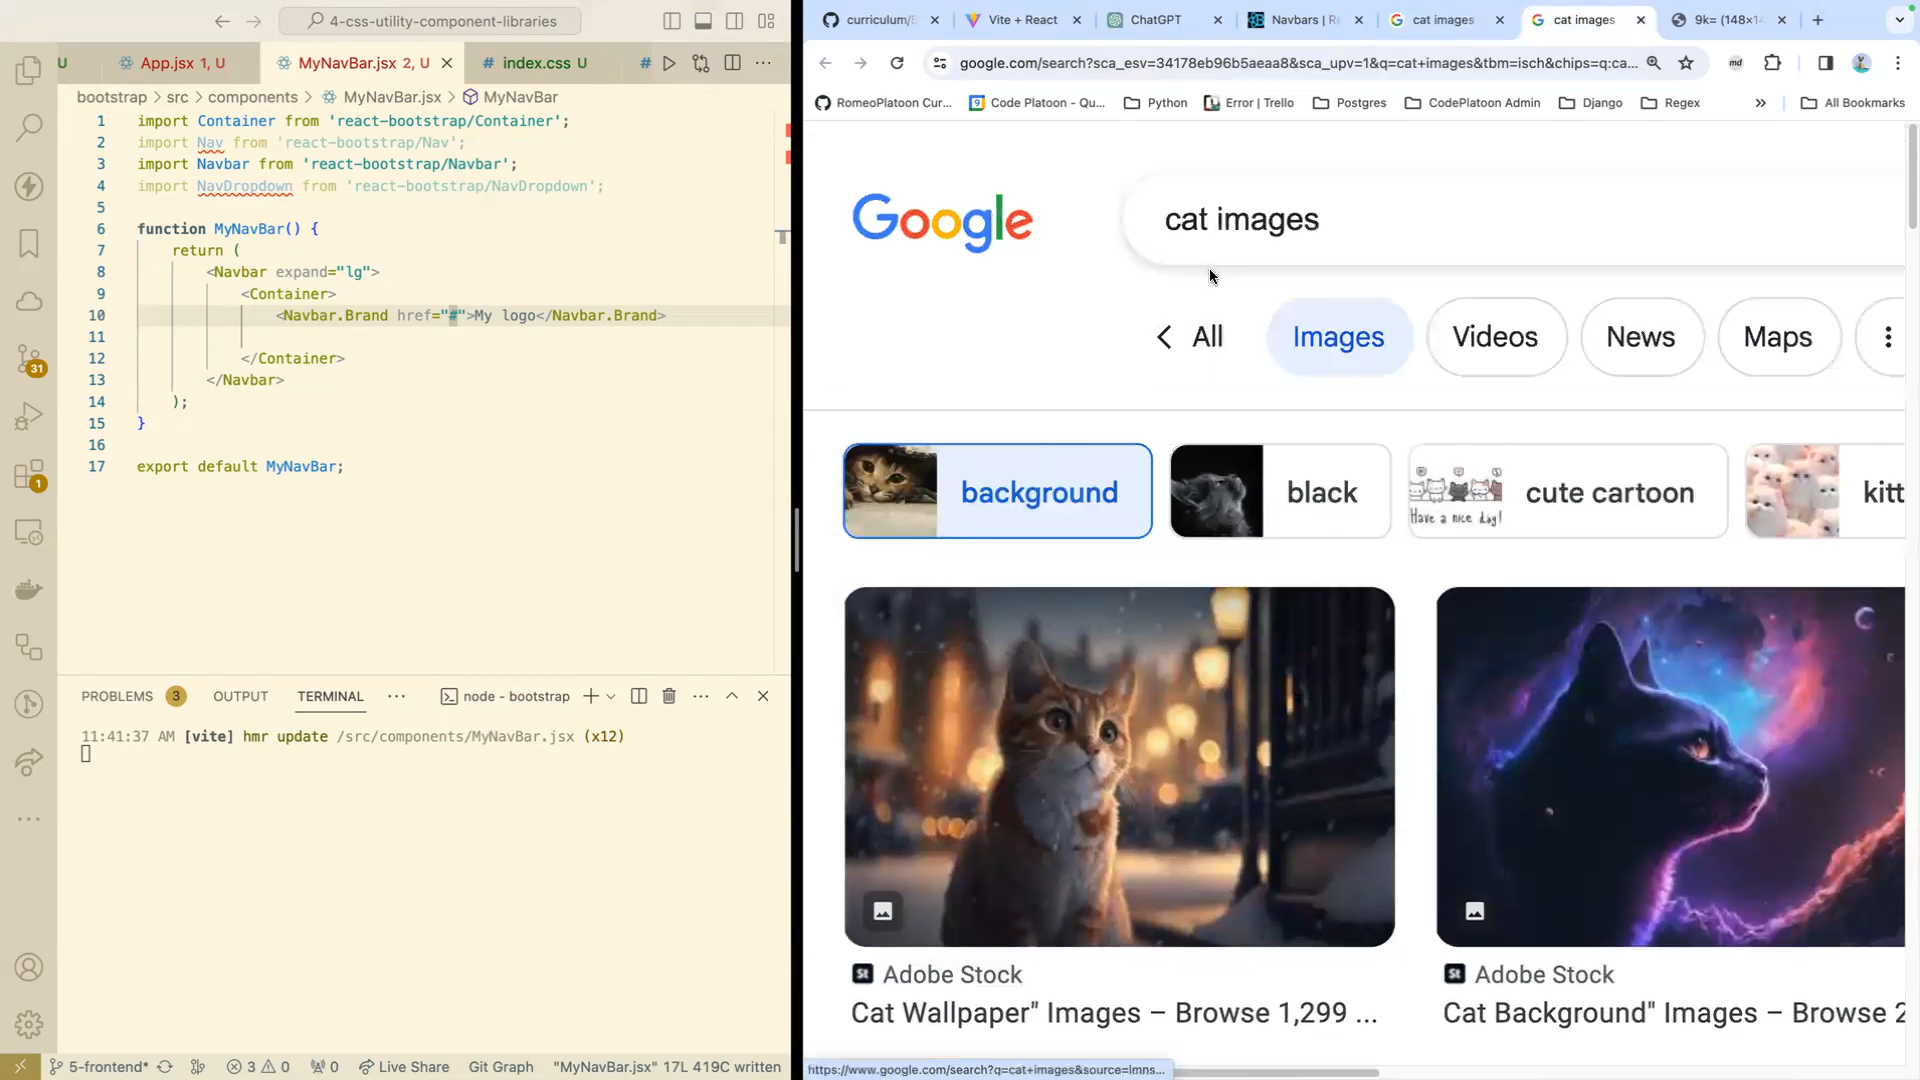 4-css-utility-component-libraries
U
App.jsx 1, U
MyNavBar.jsx 2, U
# index.css U
#
bootstrap > src > components > MyNavBar.jsx > MyNavBar
1 import Container from 'react-bootstrap/Container';
2 import Nav from 'react-bootstrap/Nav';
3 import Navbar from 'react-bootstrap/Navbar';
4 import NavDropdown from 'react-bootstrap/NavDropdown';
5
6 function MyNavBar() {
7 return (
8 <Navbar expand="lg">
9 <Container>
10 <Navbar.Brand href="#">My logo</Navbar.Brand>
11
12 </Container>
13 </Navbar>
14 );
15 }
16
17 export default MyNavBar;
31
1
PROBLEMS 3 OUTPUT TERMINAL ... node - bootstrap
11:41:37 AM [vite] hmr update /src/components/MyNavBar.jsx (x12)
5-frontend* 3 0 0 Live Share Git Graph "MyNavBar.jsx" 17L 419C written
curriculum/
Vite + React
ChatGPT
Navbars | R
cat images
cat images
9k= (148×1
google.com/search?sca_esv=34178eb96b5aeaa8&sca_upv=1&q=cat+images&tbm=isch&chips=q:ca...
md
RomeoPlatoon Cur...
Code Platoon - Qu...
Python
Error | Trello
Postgres
CodePlatoon Admin
Django
Regex
»
All Bookmarks
Google
cat images
All Images Videos News Maps
background
black
Have a nice day!
cute cartoon
kitt
St Adobe Stock
Cat Wallpaper" Images – Browse 1,299 ...
St Adobe Stock
Cat Background" Images – Browse 2
https://www.google.com/search?q=cat+images&source=lmns...